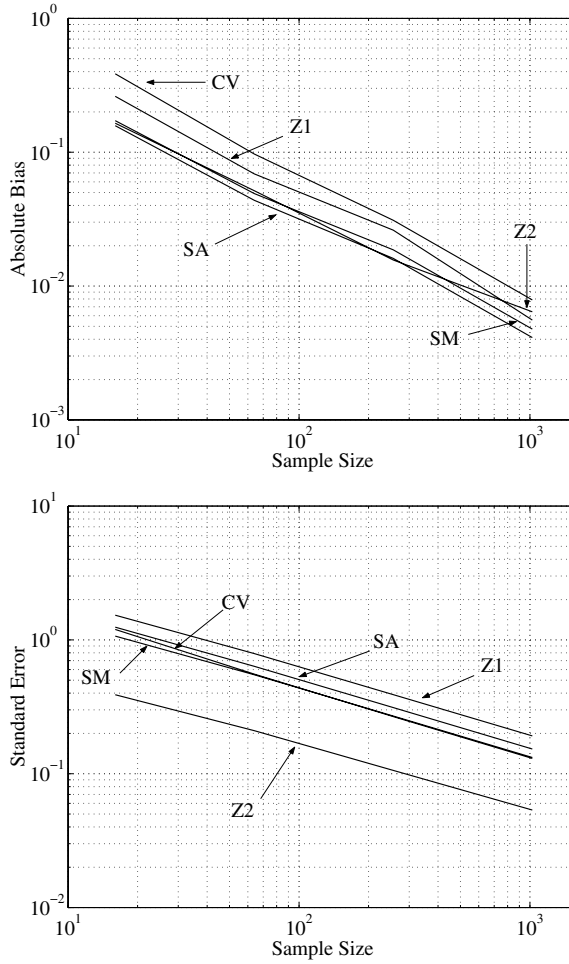 10^0
CV
Z1
10^-1
Absolute Bias
Z2
SA
10^-2
SM
10^-3
10^1
10^2
10^3
Sample Size
10^1
CV
SA
10^0
Z1
SM
Standard Error
10^-1
Z2
10^-2
10^1
10^2
10^3
Sample Size